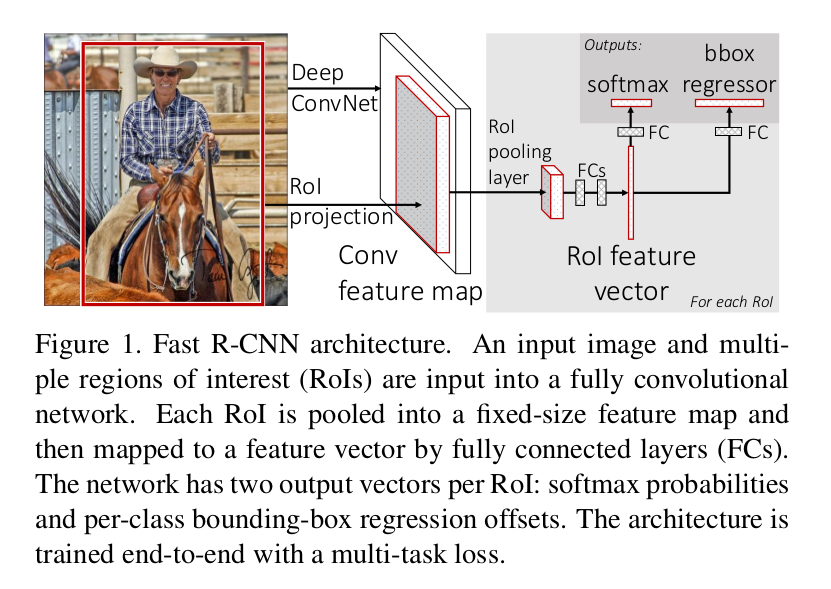 Deep
ConvNet
RoI
projection
Conv
feature map
RoI
pooling
layer
FCs
RoI feature
vector
For each RoI
Outputs:
softmax
bbox
regressor
FC
FC
Figure 1. Fast R-CNN architecture. An input image and multi-
ple regions of interest (RoIs) are input into a fully convolutional
network. Each RoI is pooled into a fixed-size feature map and
then mapped to a feature vector by fully connected layers (FCs).
The network has two output vectors per RoI: softmax probabilities
and per-class bounding-box regression offsets. The architecture is
trained end-to-end with a multi-task loss.